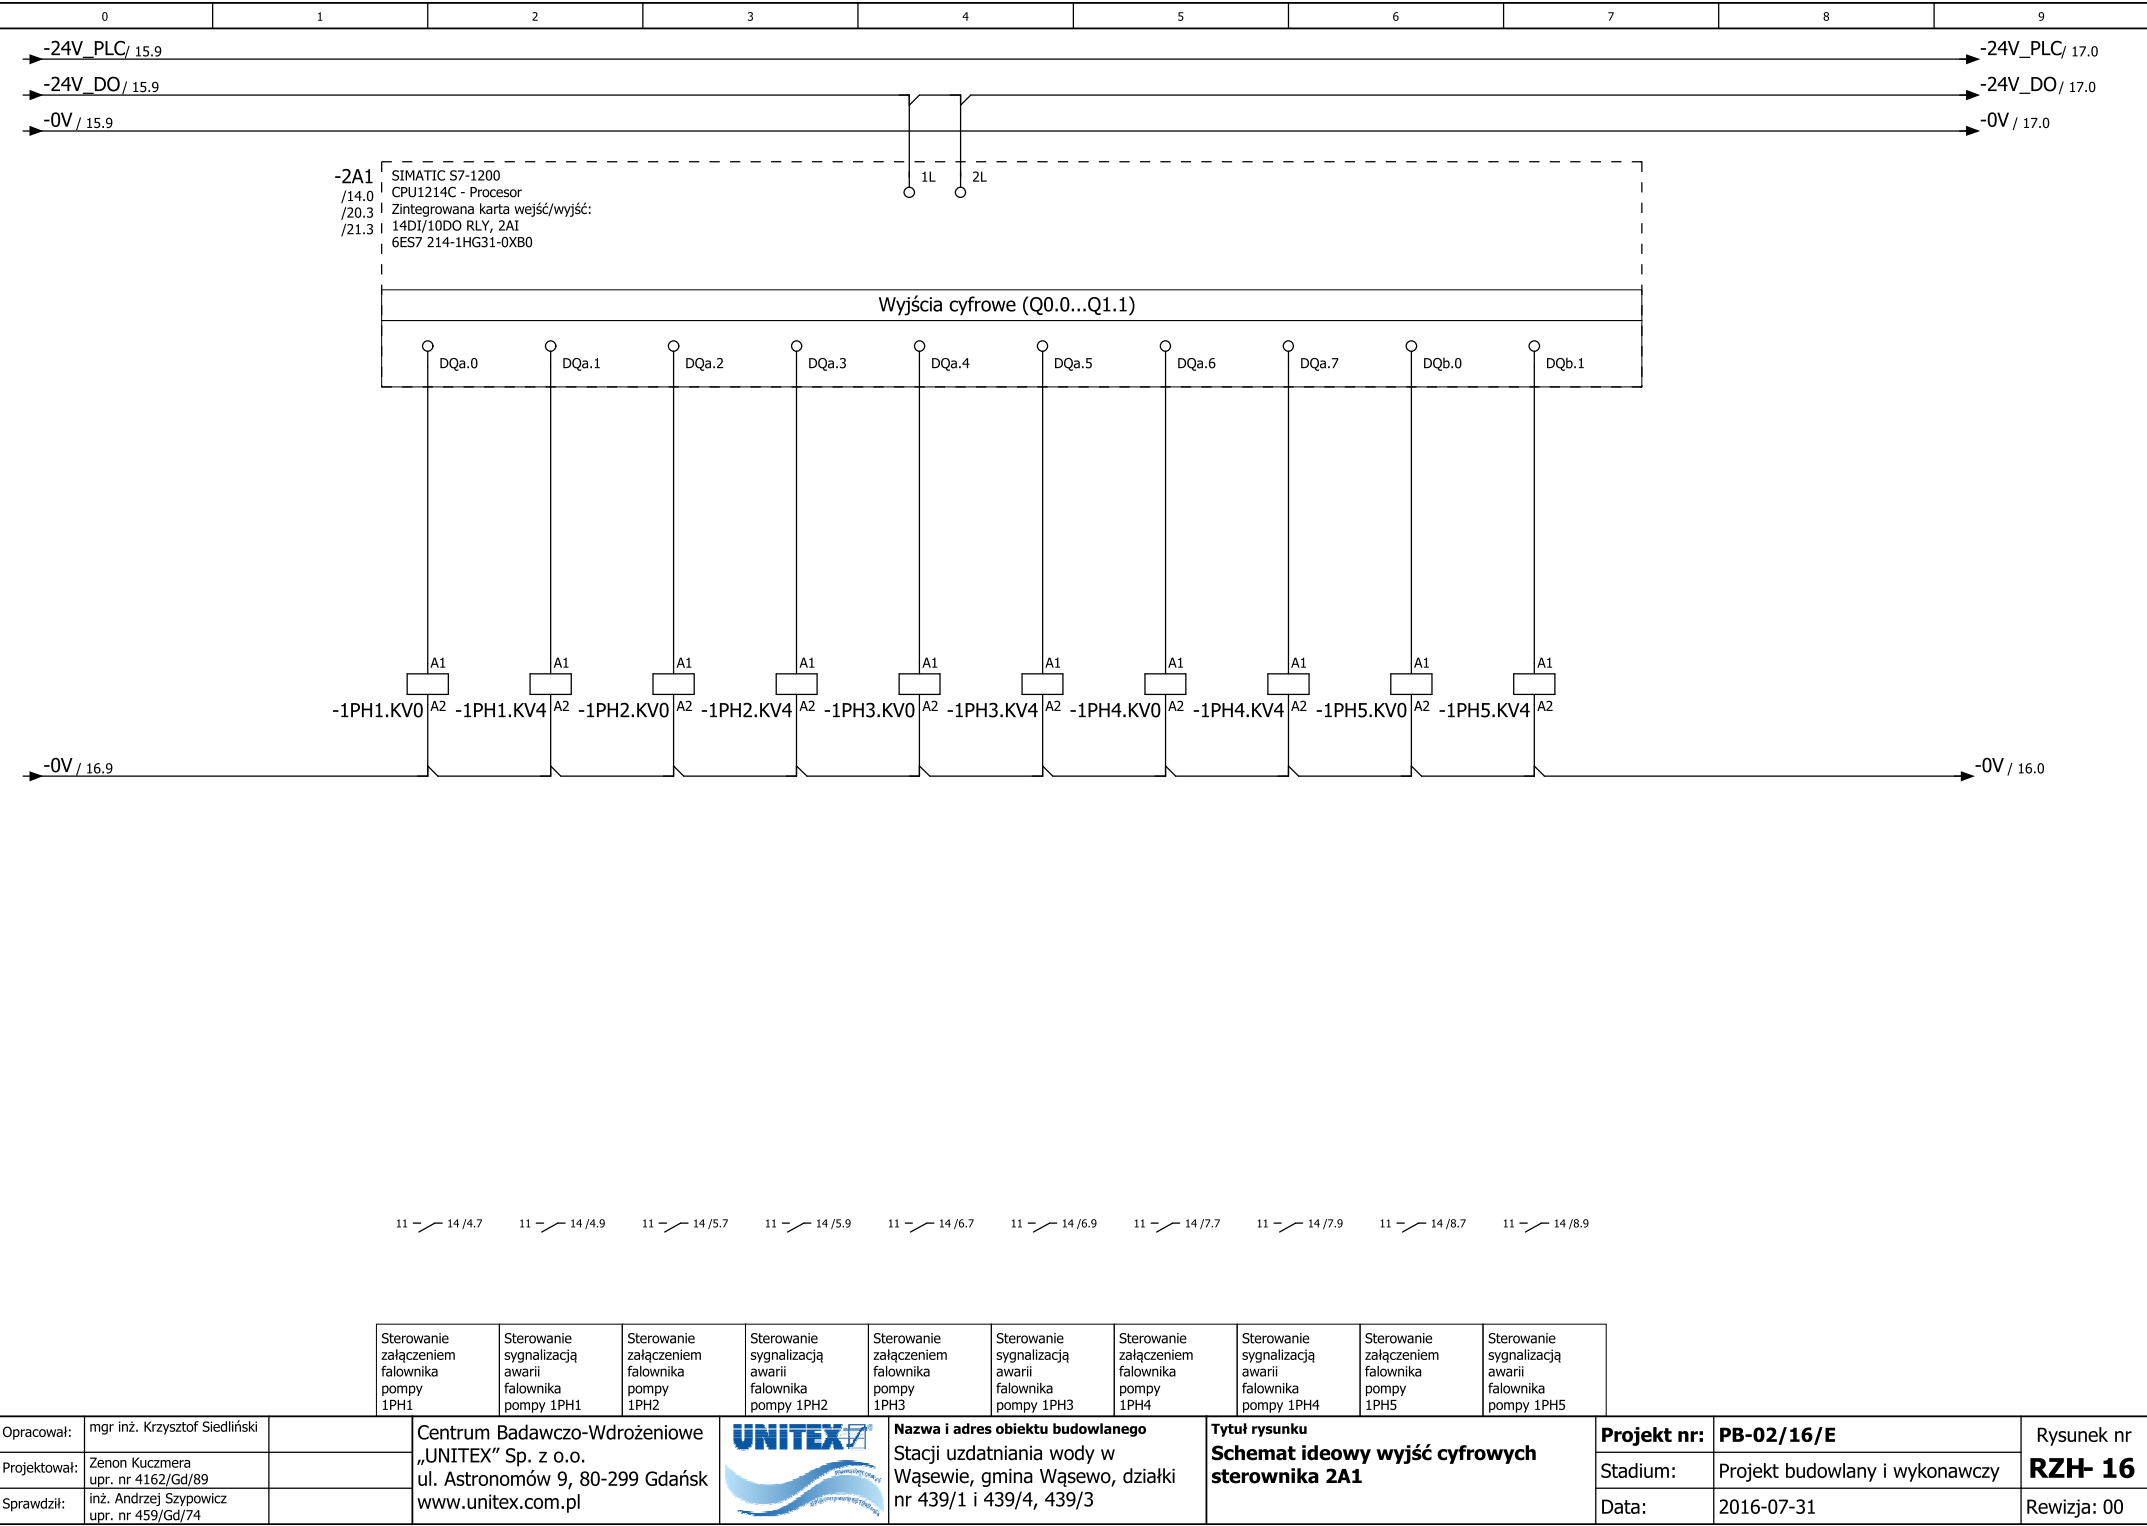 0 1 2 3 4 5 6 7 8 9
-24V_PLC/ 15.9 -24V_PLC/ 17.0
-24V_DO/ 15.9 -24V_DO/ 17.0
-0V/ 15.9 -0V/ 17.0
-2A1
/14.0
/20.3
/21.3
SIMATIC S7-1200
CPU1214C - Procesor
Zintegrowana karta wejść/wyjść:
14DI/10DO RLY, 2AI
6ES7 214-1HG31-0XB0
1L 2L
Wyjścia cyfrowe (Q0.0...Q1.1)
DQa.0 DQa.1 DQa.2 DQa.3 DQa.4 DQa.5 DQa.6 DQa.7 DQb.0 DQb.1
A1 A1 A1 A1 A1 A1 A1 A1 A1 A1
-1PH1.KV0 A2 -1PH1.KV4 A2 -1PH2.KV0 A2 -1PH2.KV4 A2 -1PH3.KV0 A2 -1PH3.KV4 A2 -1PH4.KV0 A2 -1PH4.KV4 A2 -1PH5.KV0 A2 -1PH5.KV4 A2
-0V/ 16.9 -0V/ 16.0
11 14 /4.7 11 14 /4.9 11 14 /5.7 11 14 /5.9 11 14 /6.7 11 14 /6.9 11 14 /7.7 11 14 /7.9 11 14 /8.7 11 14 /8.9
Sterowanie
załączeniem
falownika
pompy
1PH1
Sterowanie
sygnalizacją
awarii
falownika
pompy 1PH1
Sterowanie
załączeniem
falownika
pompy
1PH2
Sterowanie
sygnalizacją
awarii
falownika
pompy 1PH2
Sterowanie
załączeniem
falownika
pompy
1PH3
Sterowanie
sygnalizacją
awarii
falownika
pompy 1PH3
Sterowanie
załączeniem
falownika
pompy
1PH4
Sterowanie
sygnalizacją
awarii
falownika
pompy 1PH4
Sterowanie
załączeniem
falownika
pompy
1PH5
Sterowanie
sygnalizacją
awarii
falownika
pompy 1PH5
Opracował: mgr inż. Krzysztof Siedliński
Projektował: Zenon Kuczmera
upr. nr 4162/Gd/89
Sprawdził: inż. Andrzej Szypowicz
upr. nr 459/Gd/74
Centrum Badawczo-Wdrożeniowe
„UNITEX” Sp. z o.o.
ul. Astronomów 9, 80-299 Gdańsk
www.unitex.com.pl
UNITEX
Nazwa i adres obiektu budowlanego
Stacji uzdatniania wody w
Wąsewie, gmina Wąsewo, działki
nr 439/1 i 439/4, 439/3
Tytuł rysunku
Schemat ideowy wyjść cyfrowych
sterownika 2A1
Projekt nr: PB-02/16/E
Stadium: Projekt budowlany i wykonawczy
Data: 2016-07-31
Rysunek nr
RZH- 16
Rewizja: 00